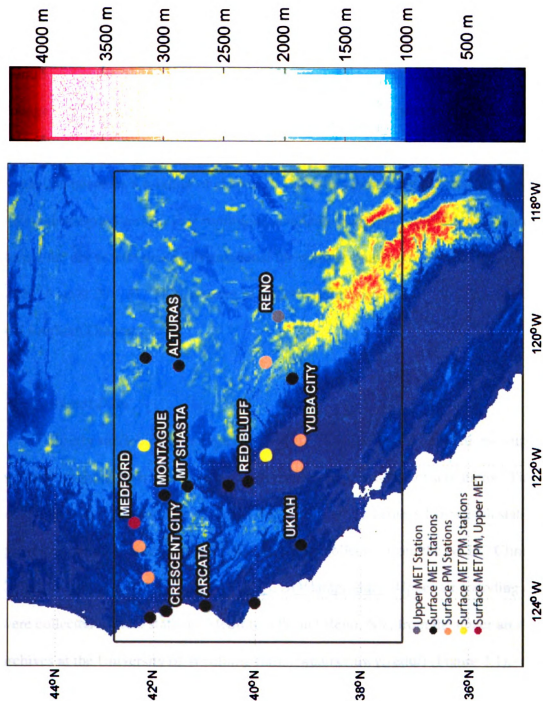 4000 m
3500 m
3000 m
2500 m
2000 m
1500 m
1000 m
500 m
44°N
42°N
40°N
38°N
36°N
124°W
122°W
120°W
118°W
MEDFORD
MONTAGUE
MT SHASTA
ALTURAS
CRESCENT CITY
ARCATA
RED BLUFF
RENO
YUBA CITY
UKIAH
Upper MET Station
Surface MET Stations
Surface PM Stations
Surface MET/PM Stations
Surface MET/PM, Upper MET